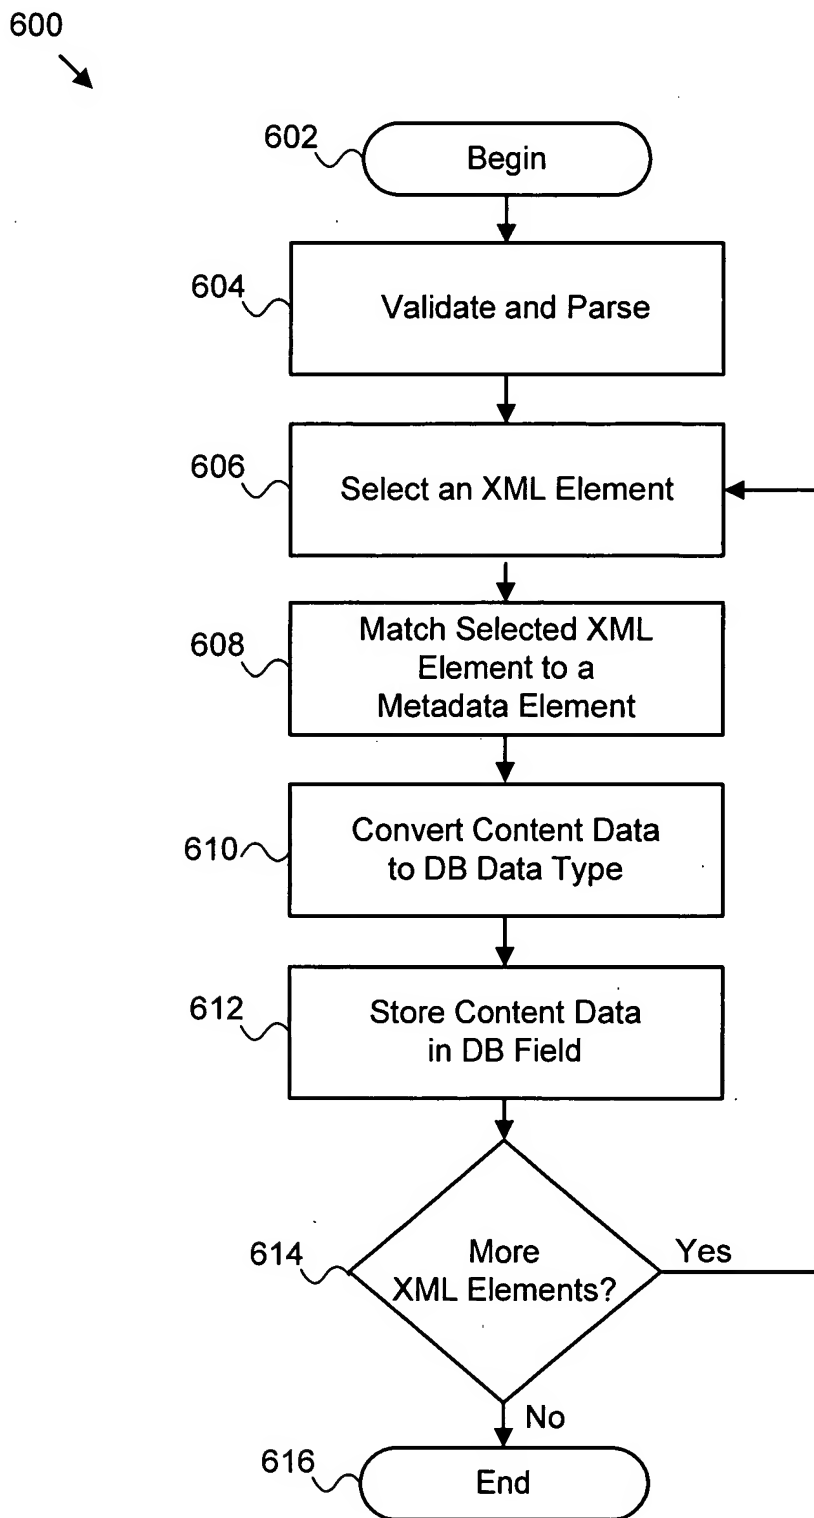 600
602
Begin
604
Validate and Parse
606
Select an XML Element
608
Match Selected XML
Element to a
Metadata Element
610
Convert Content Data
to DB Data Type
612
Store Content Data
in DB Field
614
More
XML Elements?
Yes
No
616
End